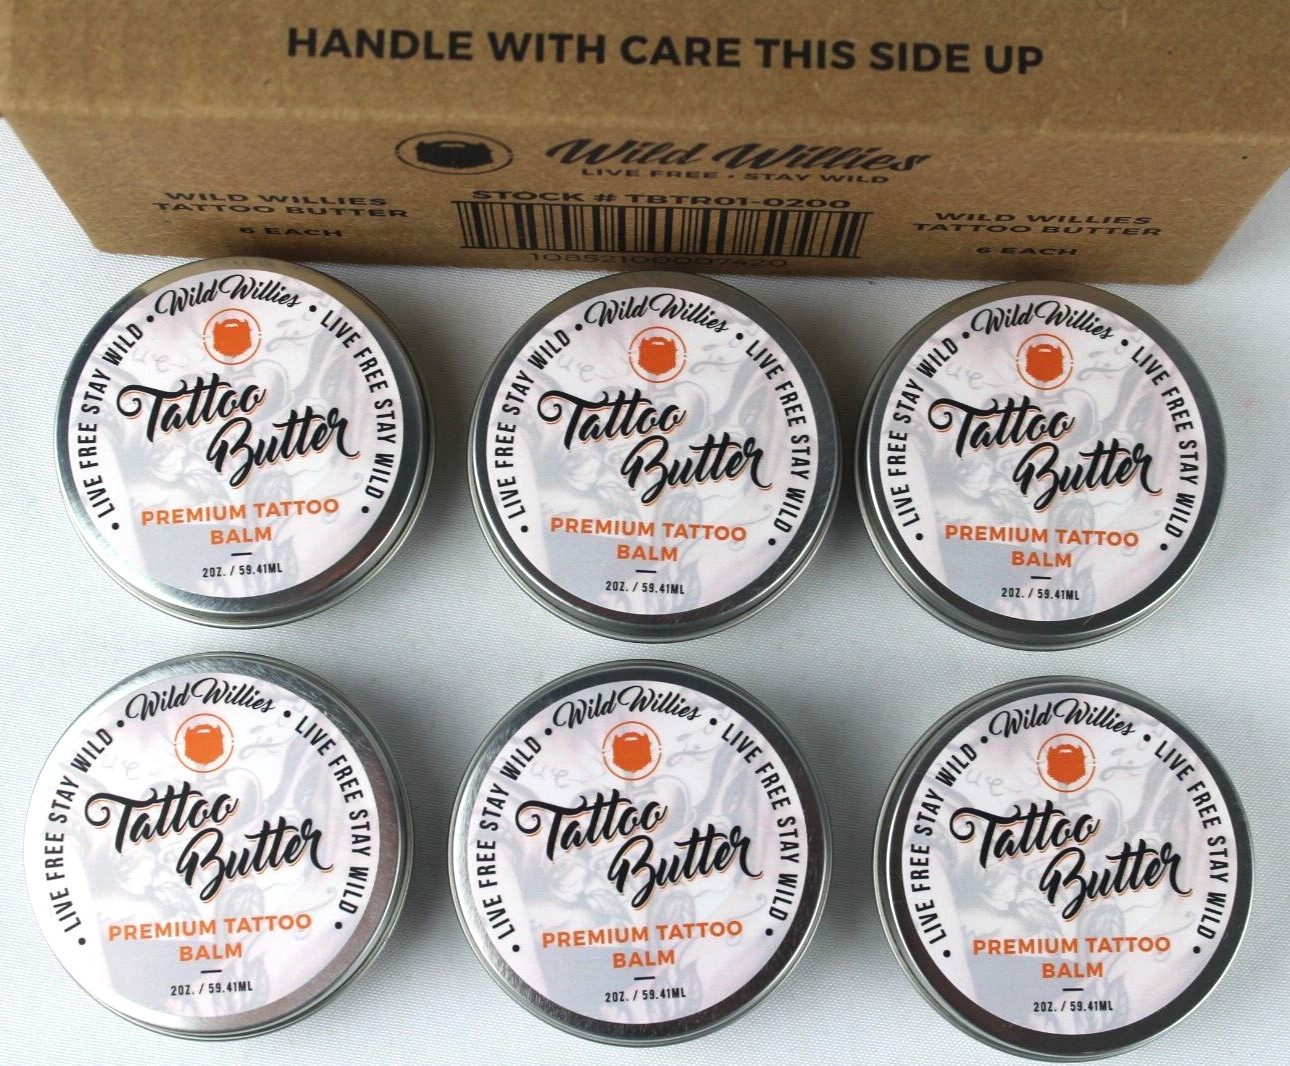 HANDLE WITH CARE THIS SIDE UP
Wild Willies
LIVE FREE • STAY WILD
WILD WILLIES
TATTOO BUTTER
6 EACH
STOCK # TBTR01-0200
WILD WILLIES
TATTOO BUTTER
6 EACH
• LIVE FREE STAY WILD • Wild Willies • LIVE FREE STAY WILD •
Tattoo
Butter
PREMIUM TATTOO
BALM
2OZ. / 59.41ML
• LIVE FREE STAY WILD • Wild Willies • LIVE FREE STAY WILD •
Tattoo
Butter
PREMIUM TATTOO
BALM
2OZ. / 59.41ML
• LIVE FREE STAY WILD • Wild Willies • LIVE FREE STAY WILD •
Tattoo
Butter
PREMIUM TATTOO
BALM
2OZ. / 59.41ML
• LIVE FREE STAY WILD • Wild Willies • LIVE FREE STAY WILD •
Tattoo
Butter
PREMIUM TATTOO
BALM
2OZ. / 59.41ML
• LIVE FREE STAY WILD • Wild Willies • LIVE FREE STAY WILD •
Tattoo
Butter
PREMIUM TATTOO
BALM
2OZ. / 59.41ML
• LIVE FREE STAY WILD • Wild Willies • LIVE FREE STAY WILD •
Tattoo
Butter
PREMIUM TATTOO
BALM
2OZ. / 59.41ML